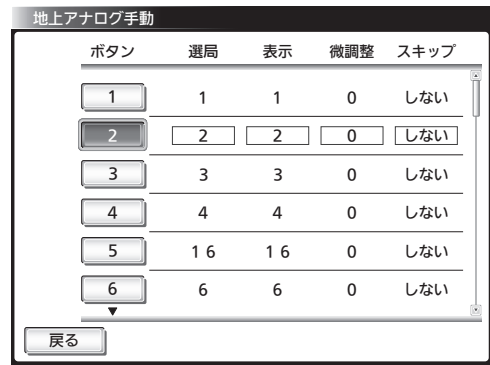 地上アナログ手動
ボタン 選局 表示 微調整 スキップ
1 1 1 0 しない
2 2 2 0 しない
3 3 3 0 しない
4 4 4 0 しない
5 16 16 0 しない
6 6 6 0 しない
戻る